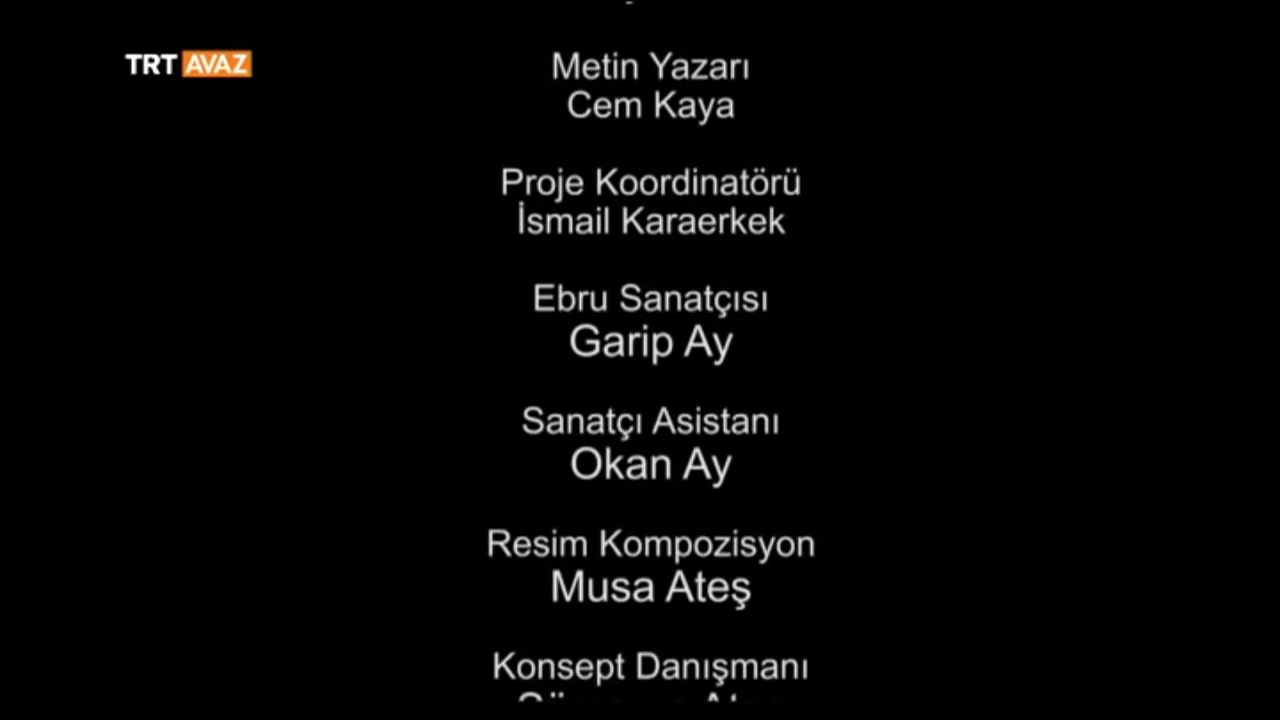 TRT AVAZ
Metin Yazarı
Cem Kaya
Proje Koordinatörü
İsmail Karaerkek
Ebru Sanatçısı
Garip Ay
Sanatçı Asistanı
Okan Ay
Resim Kompozisyon
Musa Ateş
Konsept Danışmanı